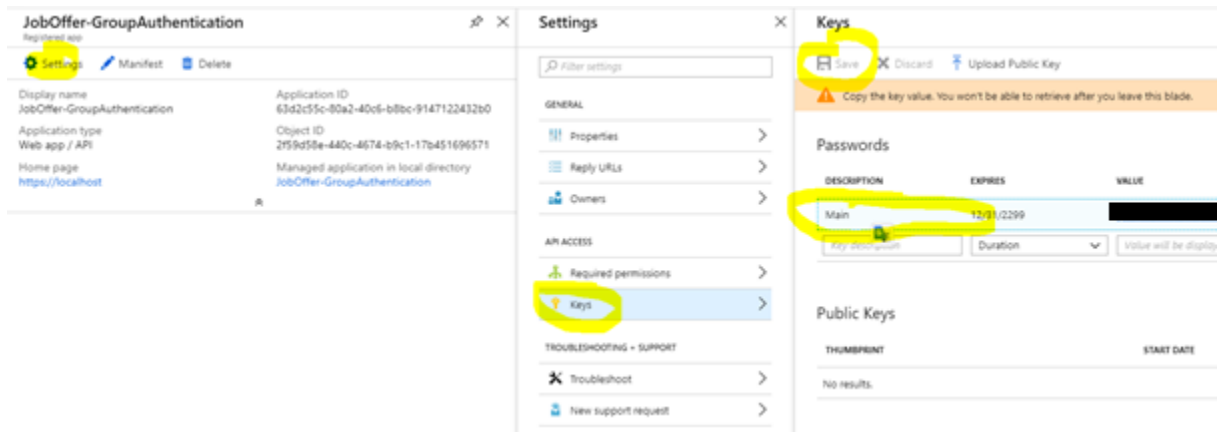 JobOffer-GroupAuthentication
Registered app
Settings Manifest Delete
Display name
JobOffer-GroupAuthentication
Application ID
63d2c55c-80a2-40c6-b8bc-9147122432b0
Application type
Web app / API
Object ID
2f59d58e-440c-4674-b9c1-17b451696571
Home page
https://localhost
Managed application in local directory
JobOffer-GroupAuthentication
Settings
Filter settings
GENERAL
Properties
Reply URLs
Owners
API ACCESS
Required permissions
Keys
TROUBLESHOOTING + SUPPORT
Troubleshoot
New support request
Keys
Save Discard Upload Public Key
Copy the key value. You won't be able to retrieve after you leave this blade.
Passwords
DESCRIPTION EXPIRES VALUE
Main 12/31/2299
Key description Duration Value will be display
Public Keys
THUMBPRINT START DATE
No results.